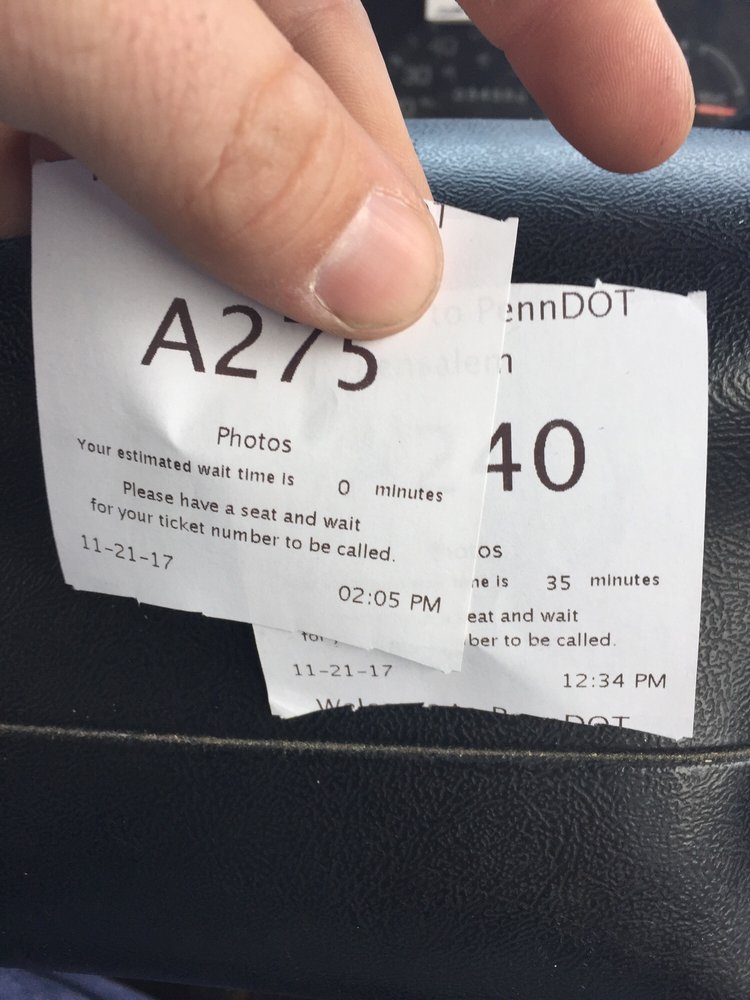 A275
Photos
Your estimated wait time is 0 minutes
Please have a seat and wait
for your ticket number to be called.
11-21-17
02:05 PM
to PennDOT
40
35 minutes
eat and wait
ber to be called.
11-21-17
12:34 PM